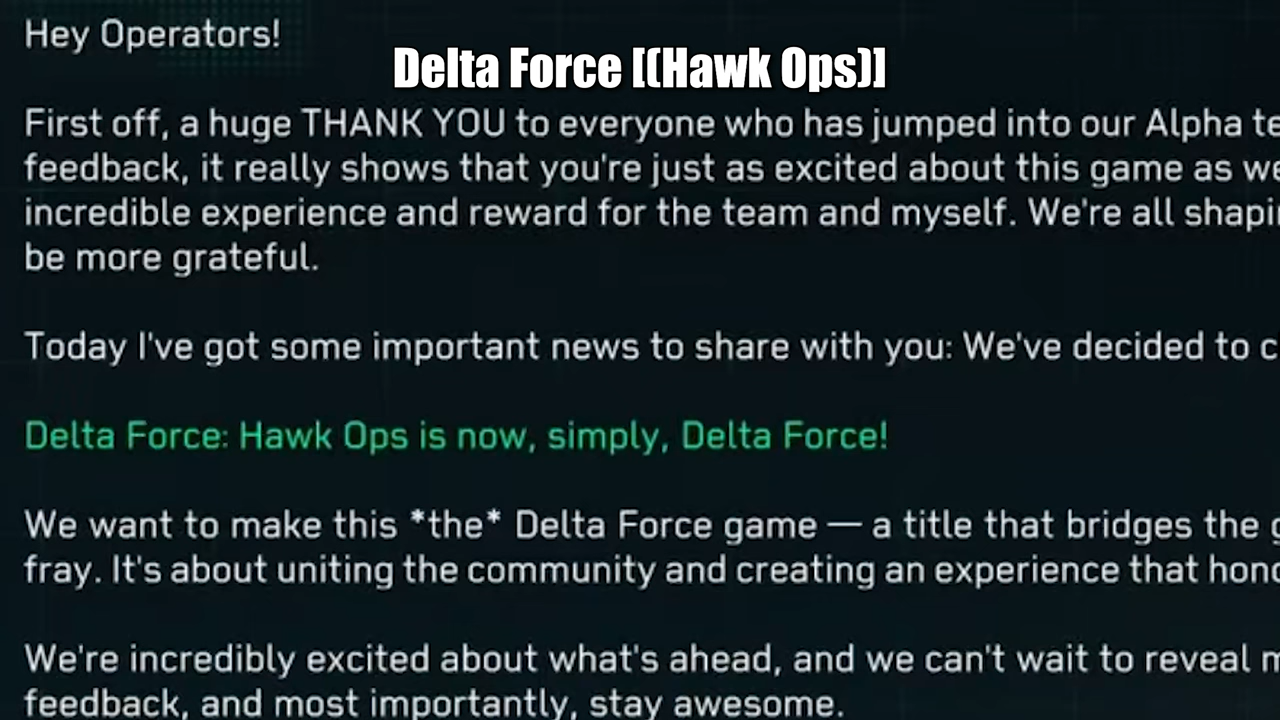 Hey Operators!
Delta Force [(Hawk Ops)]
First off, a huge THANK YOU to everyone who has jumped into our Alpha te
feedback, it really shows that you're just as excited about this game as we
incredible experience and reward for the team and myself. We're all shapi
be more grateful.
Today I've got some important news to share with you: We've decided to c
Delta Force: Hawk Ops is now, simply, Delta Force!
We want to make this *the* Delta Force game — a title that bridges the g
fray. It's about uniting the community and creating an experience that hono
We're incredibly excited about what's ahead, and we can't wait to reveal m
feedback, and most importantly, stay awesome.